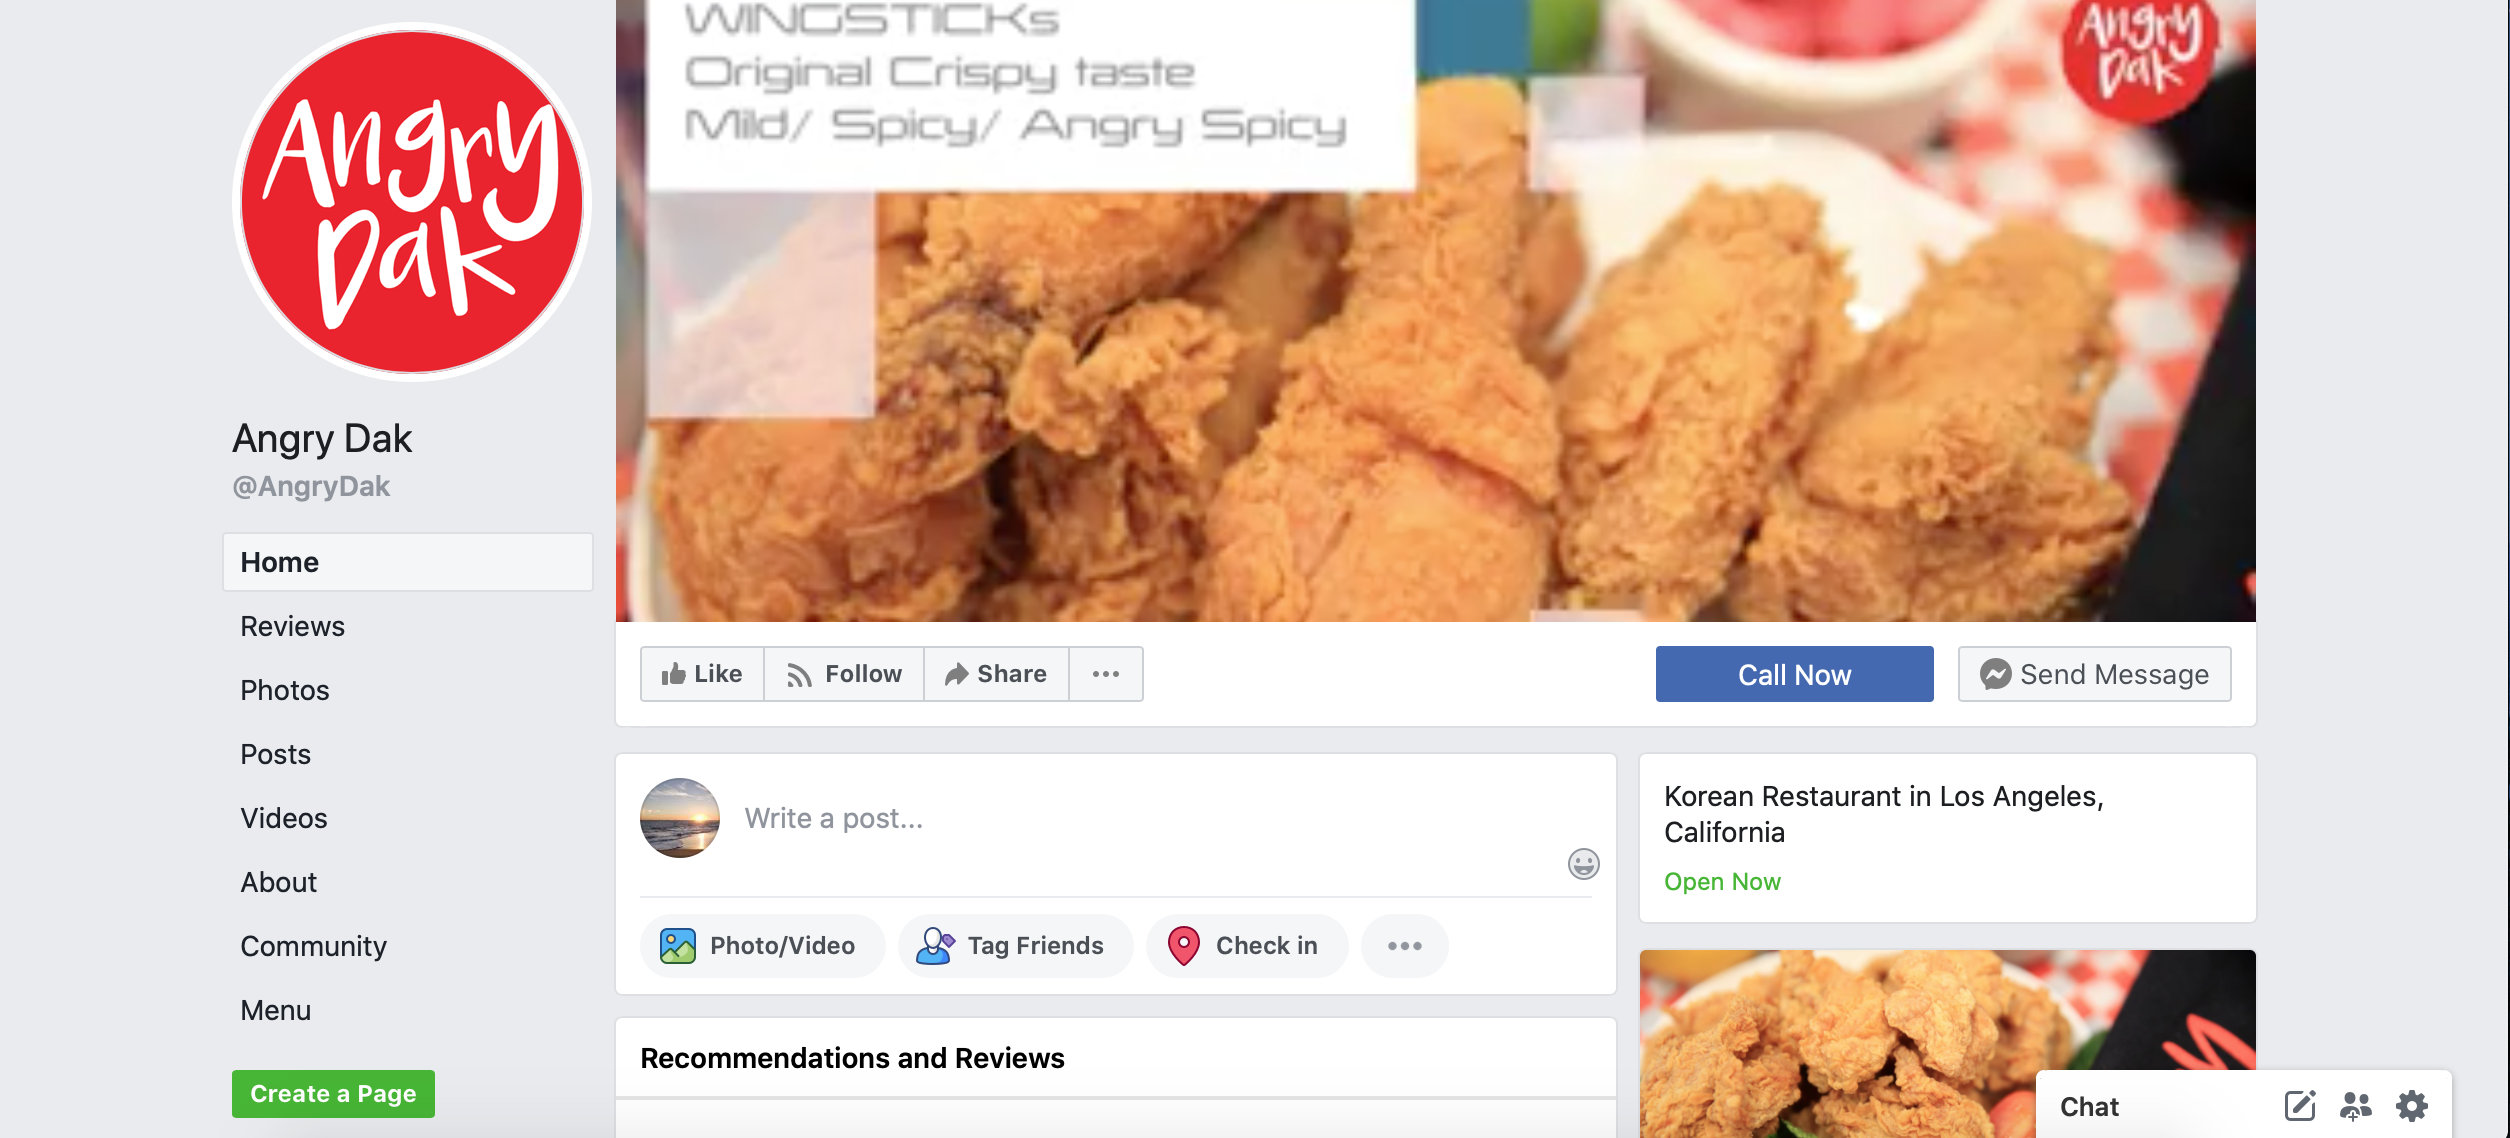 Angry
Dak
Angry Dak
@AngryDak
Home
Reviews
Photos
Posts
Videos
About
Community
Menu
Create a Page
WINGSTICKs
Original Crispy taste
Mild/ Spicy/ Angry Spicy
Angry
Dak
Like
Follow
Share
Call Now
Send Message
Write a post...
Photo/Video
Tag Friends
Check in
Recommendations and Reviews
Korean Restaurant in Los Angeles,
California
Open Now
Chat